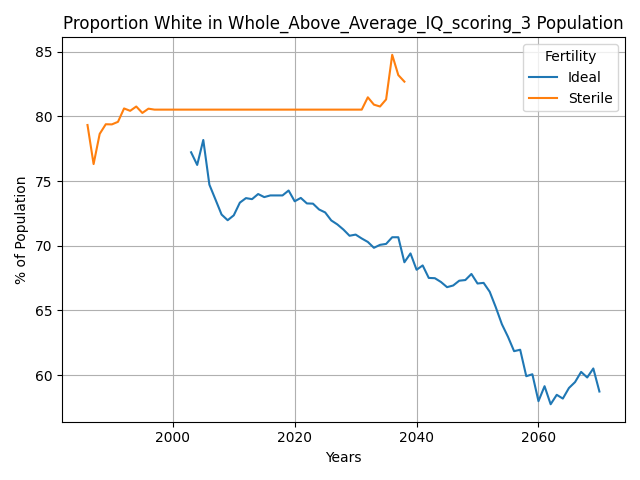 Proportion White in Whole_Above_Average_IQ_scoring_3 Population
% of Population
85
80
75
70
65
60
Fertility
Ideal
Sterile
2000
2020
2040
2060
Years